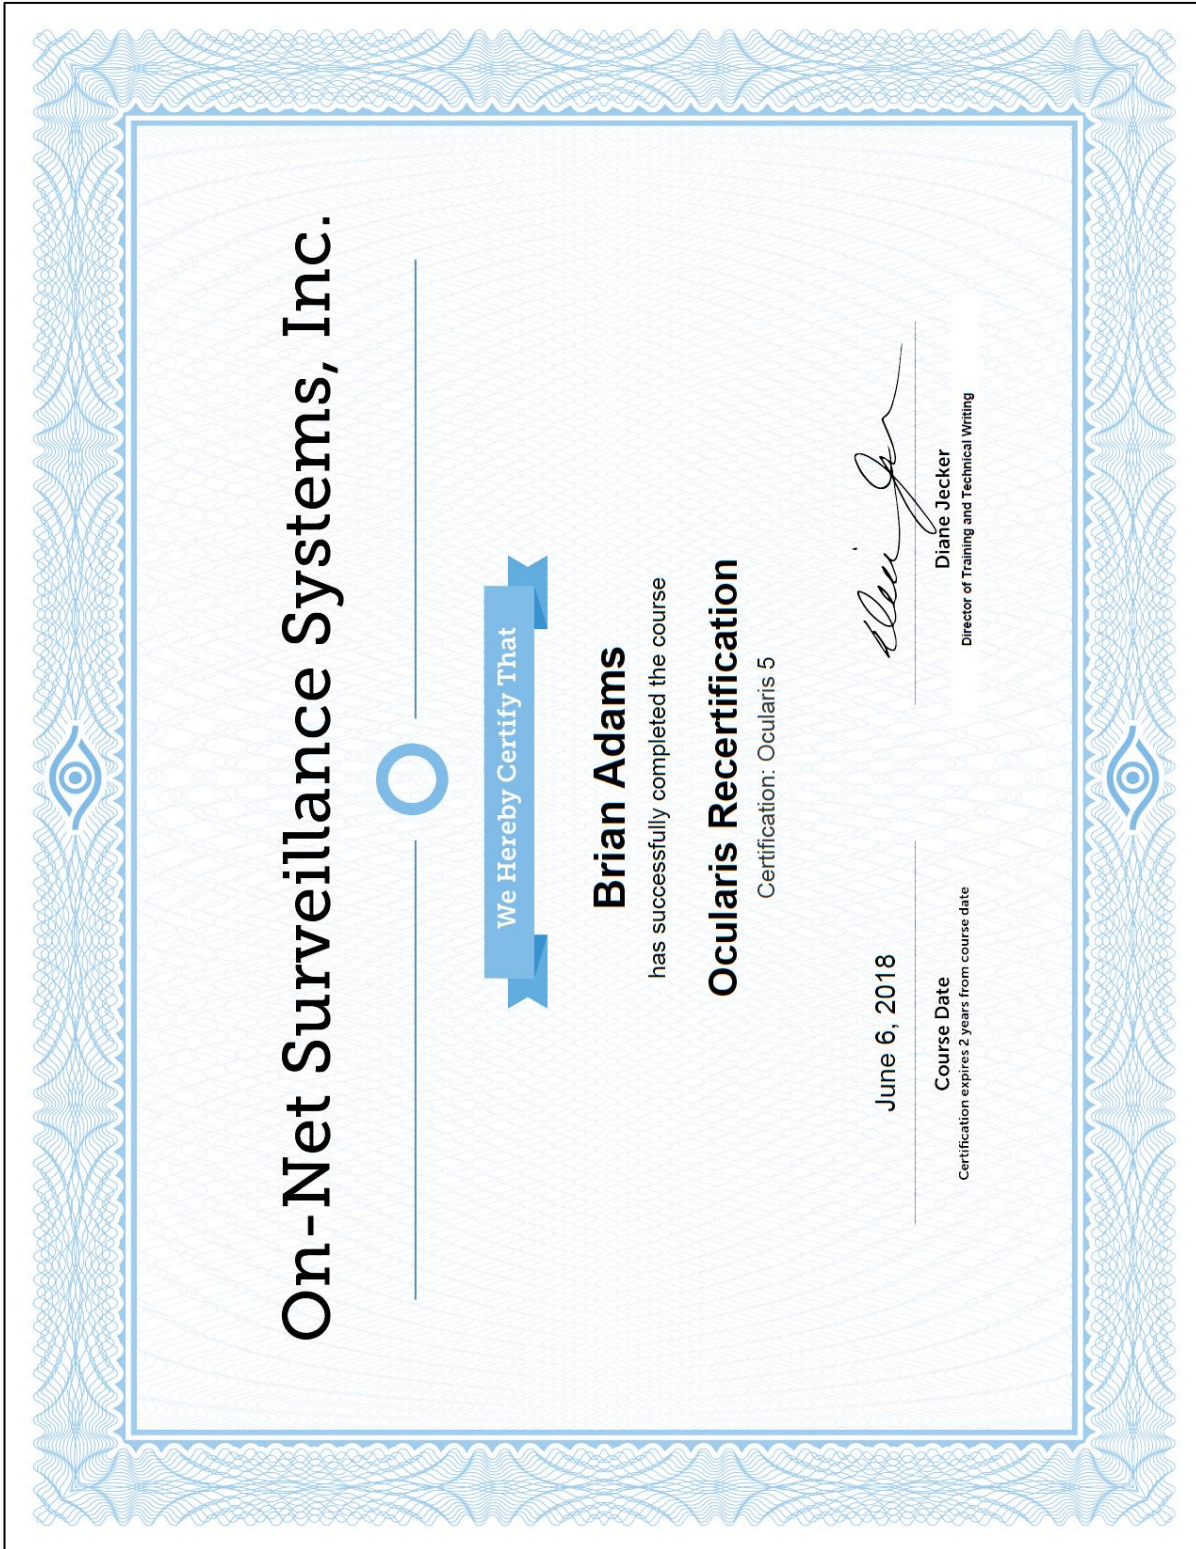 On-Net Surveillance Systems, Inc.
We Hereby Certify That
Brian Adams
has successfully completed the course
Ocularis Recertification
Certification: Ocularis 5
June 6, 2018
Course Date
Certification expires 2 years from course date
Diane Jecker
Director of Training and Technical Writing